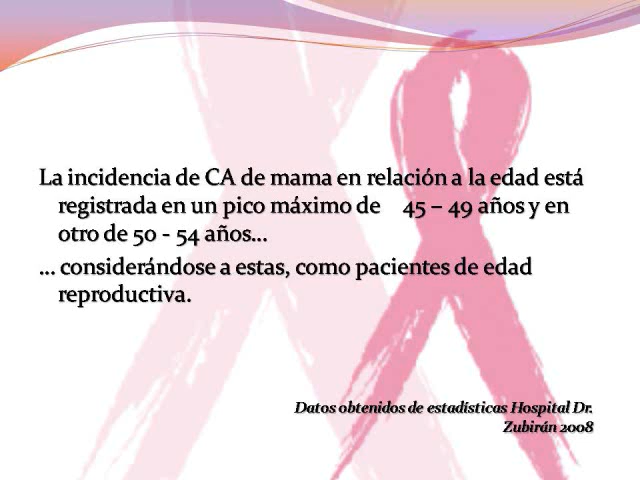 La incidencia de CA de mama en relación a la edad está
registrada en un pico máximo de 45 – 49 años y en
otro de 50 - 54 años...
... considerándose a estas, como pacientes de edad
reproductiva.
Datos obtenidos de estadísticas Hospital Dr.
Zubirán 2008